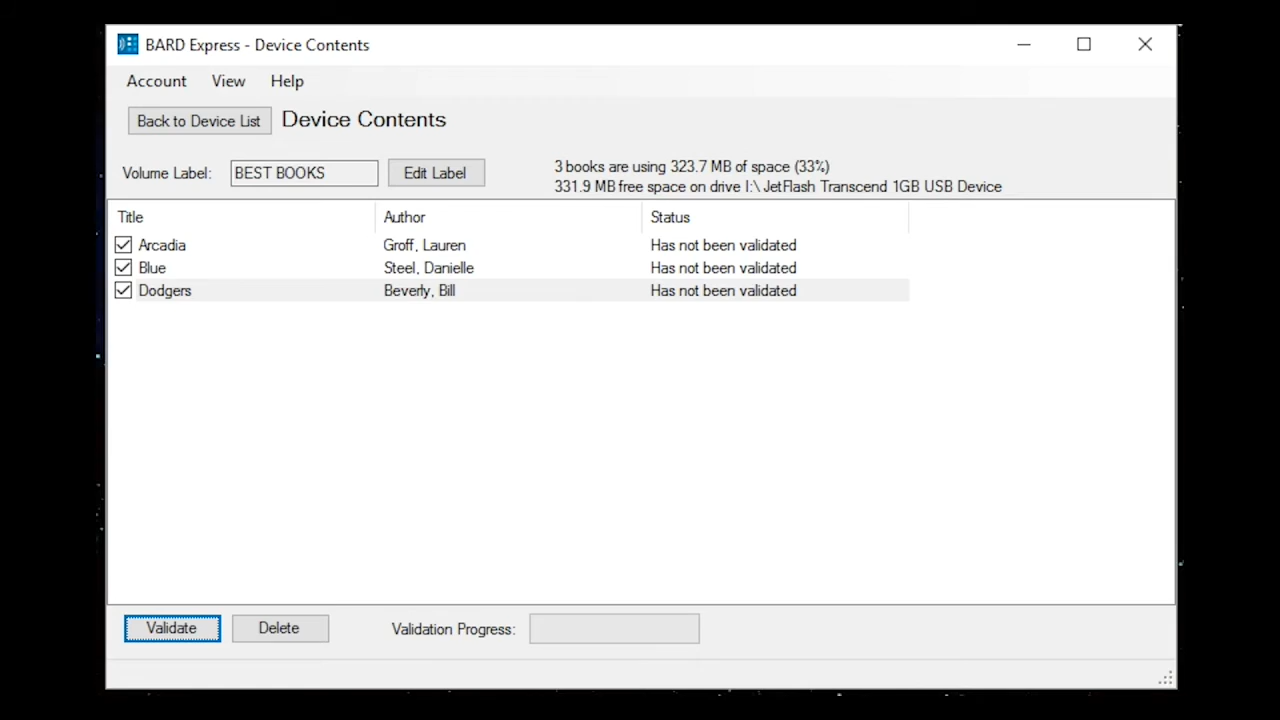 BARD Express - Device Contents
Account View Help
Back to Device List Device Contents
Volume Label: BEST BOOKS Edit Label
3 books are using 323.7 MB of space (33%)
331.9 MB free space on drive I:\ JetFlash Transcend 1GB USB Device
Title Author Status
Arcadia Groff, Lauren Has not been validated
Blue Steel, Danielle Has not been validated
Dodgers Beverly, Bill Has not been validated
Validate Delete Validation Progress: